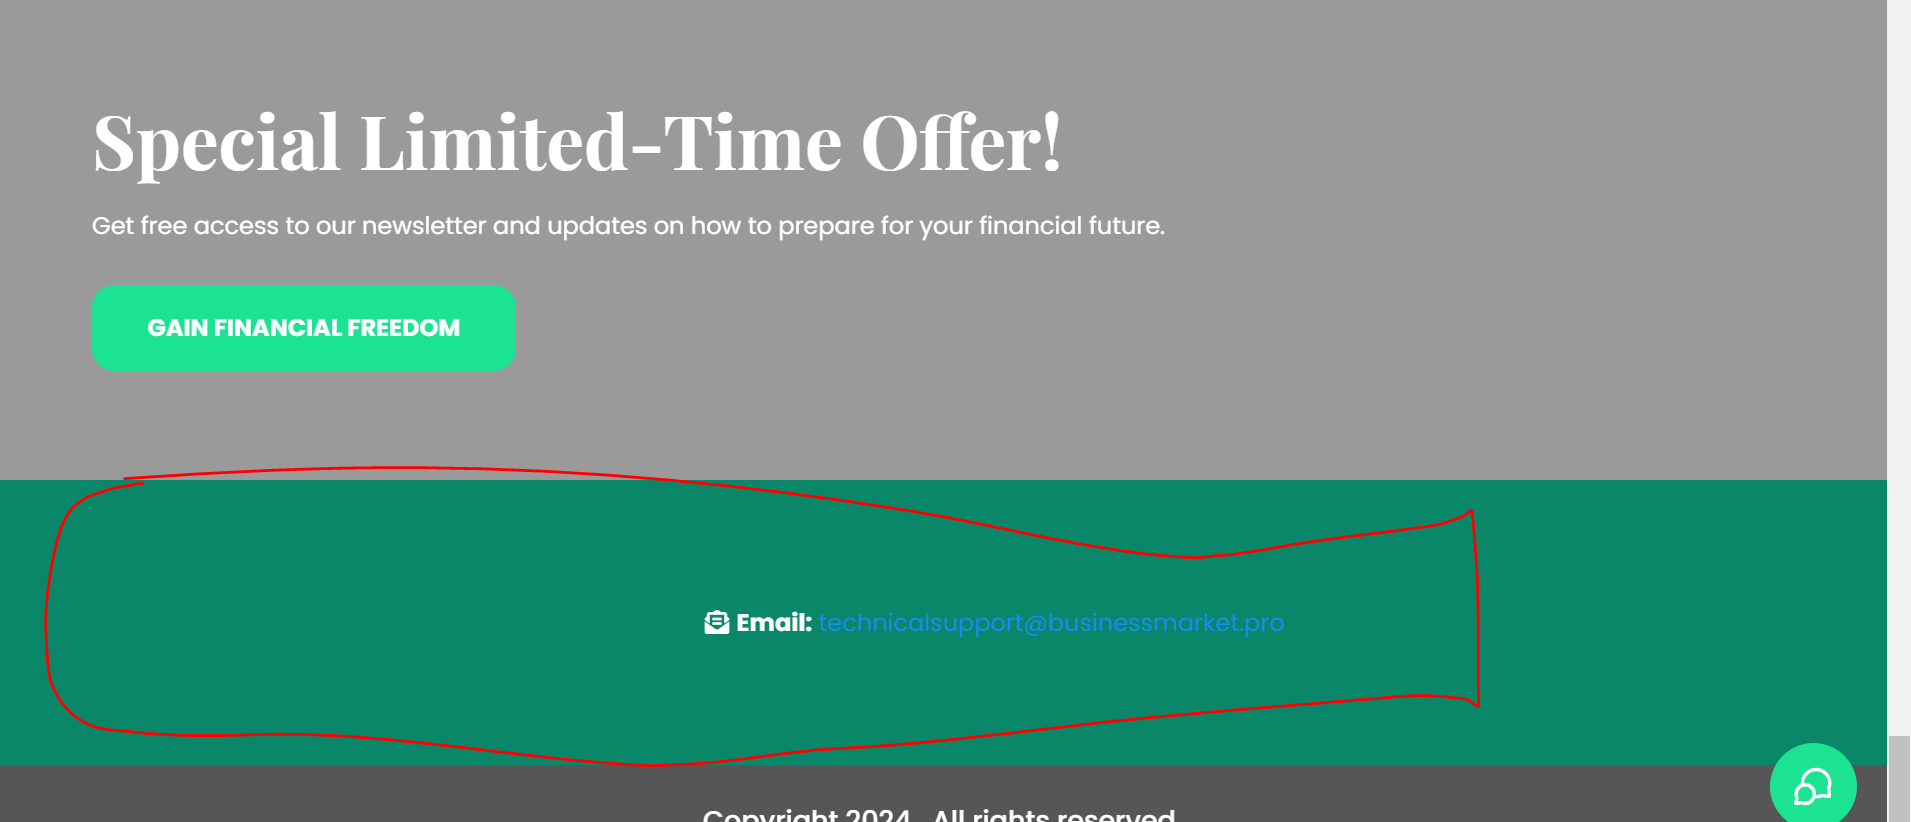 Special Limited-Time Offer!
Get free access to our newsletter and updates on how to prepare for your financial future.
GAIN FINANCIAL FREEDOM
Email: technicalsupport@businessmarket.pro
Copyright 2024 All rights reserved